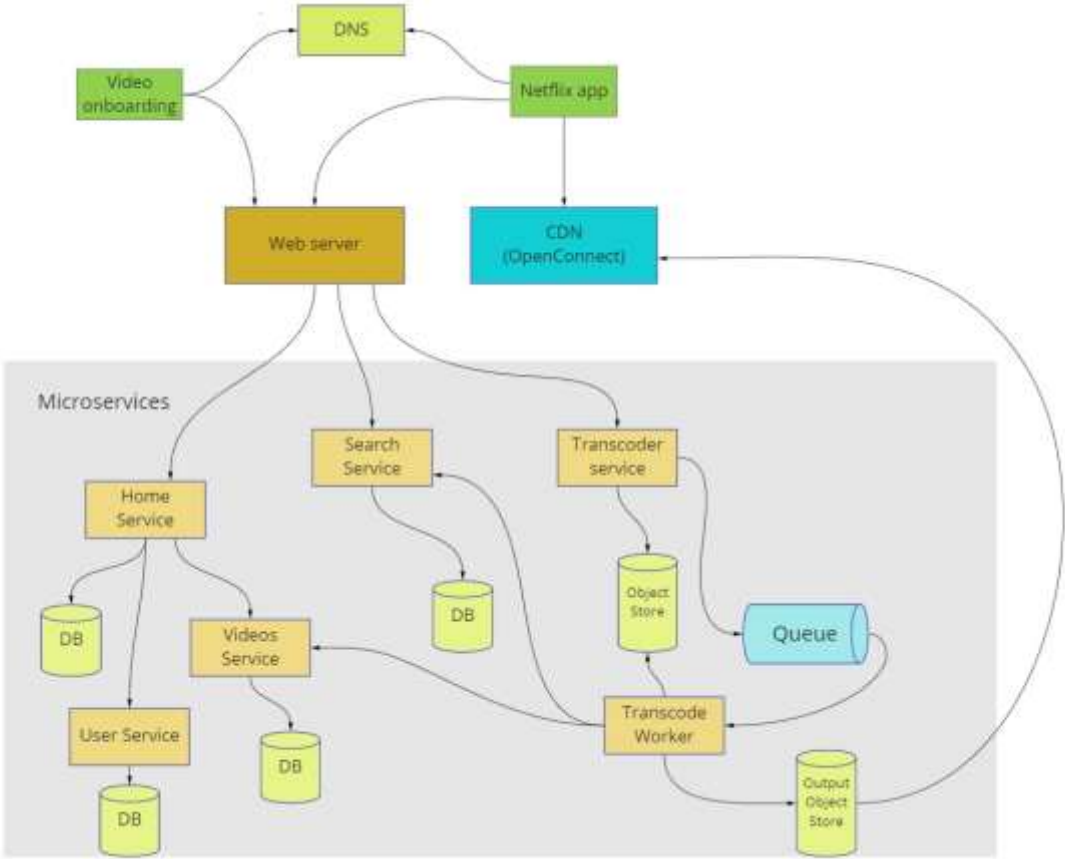 DNS
Video
onboarding
Netflix app
Web server
CDN
(OpenConnect)
Microservices
Search
Service
Transcoder
service
Home
Service
Object
Store
DB
DB
Queue
Videos
Service
User Service
Transcode
Worker
DB
DB
Output
Object
Store